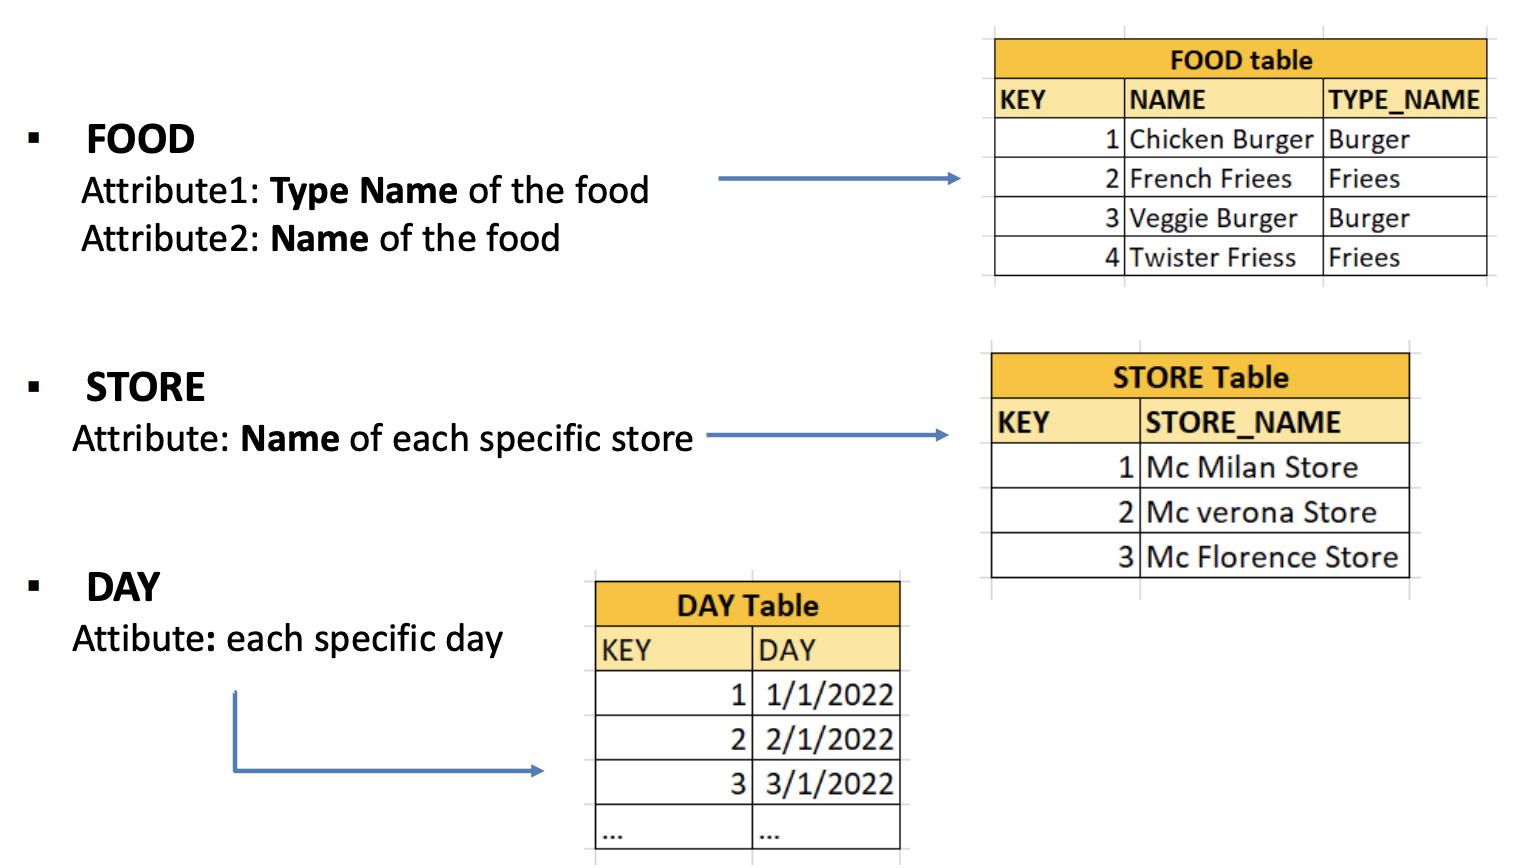 ▪ FOOD
Attribute1: Type Name of the food
Attribute2: Name of the food
FOOD table
KEY NAME TYPE_NAME
1 Chicken Burger Burger
2 French Friees Friees
3 Veggie Burger Burger
4 Twister Friess Friees
▪ STORE
Attribute: Name of each specific store
STORE Table
KEY STORE_NAME
1 Mc Milan Store
2 Mc verona Store
3 Mc Florence Store
▪ DAY
Attibute: each specific day
DAY Table
KEY DAY
1 1/1/2022
2 2/1/2022
3 3/1/2022
... ...